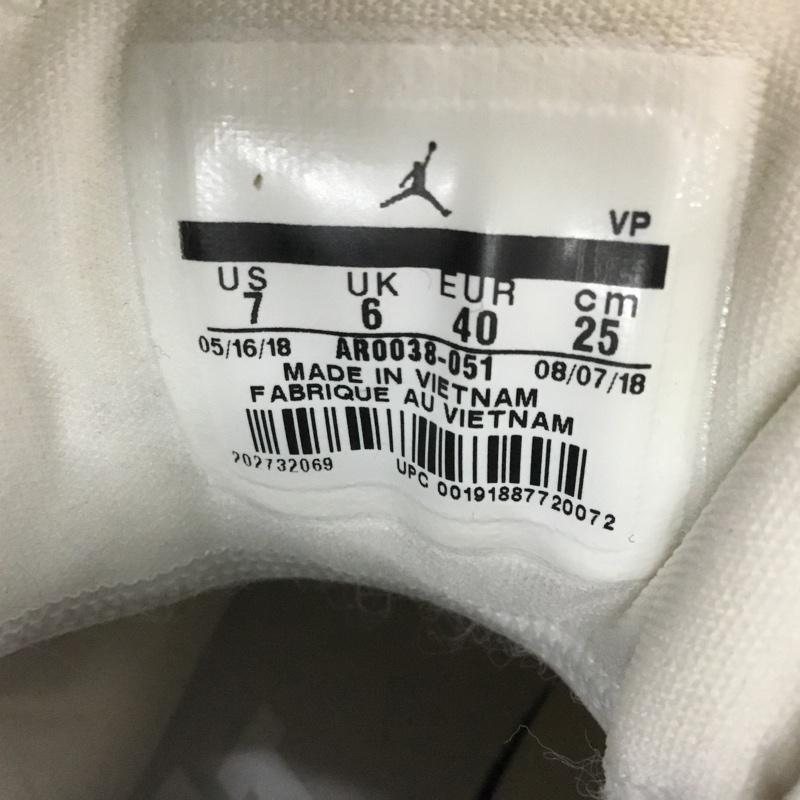 VP
US UK EUR cm
7 6 40 25
05/16/18 AR0038-051 08/07/18
MADE IN VIETNAM
FABRIQUE AU VIETNAM
202732069 UPC 00191887720072